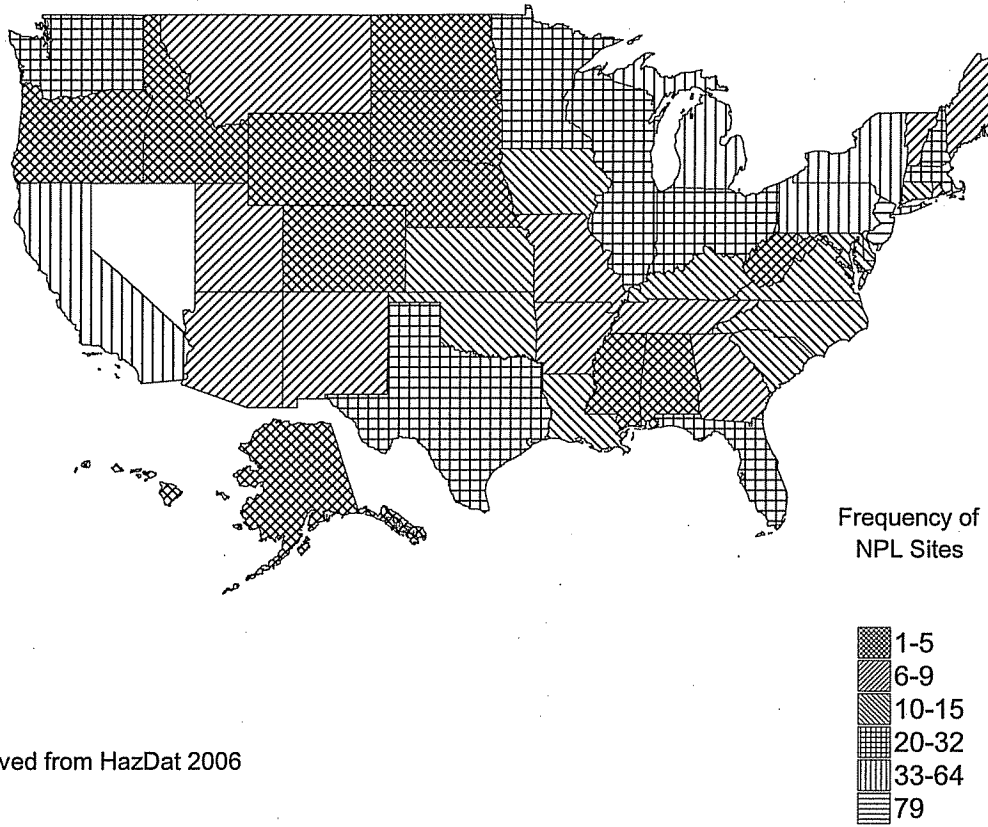 Frequency of
NPL Sites
1-5
6-9
10-15
20-32
33-64
79
ved from HazDat 2006